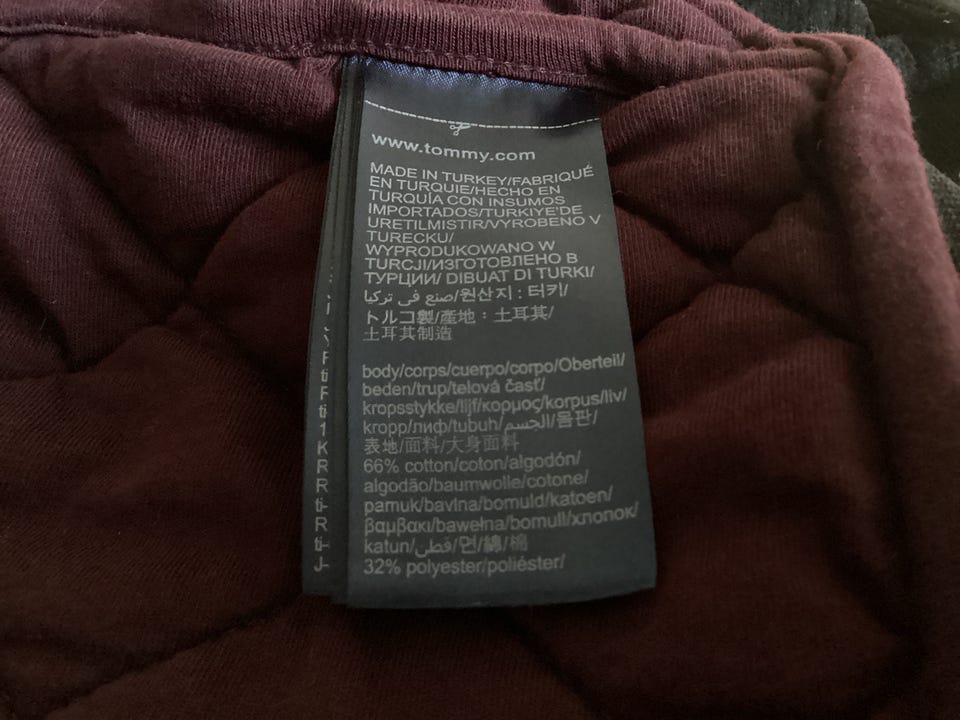 www.tommy.com
MADE IN TURKEY/FABRIQUÉ
EN TURQUIE/HECHO EN
TURQUÍA CON INSUMOS
IMPORTADOS/TURKIYE'DE
URETILMISTIR/VYROBENO V
TURECKU/
WYPRODUKOWANO W
TURCJI/ИЗГОТОВЛЕНО В
ТУРЦИИ/ DIBUAT DI TURKI/
صنع في تركيا/원산지 : 터키/
トルコ製/產地：土耳其/
土耳其制造
body/corps/cuerpo/corpo/Oberteil/
beden/trup/telová časť/
kropsstykke/lijf/κορμος/korpus/liv/
kropp/лиф/tubuh/الجسم/몸판/
表地/面料/大身面料
66% cotton/coton/algodón/
algodão/baumwolle/cotone/
pamuk/bavlna/bomuld/katoen/
βαμβακι/bawełna/bomull/хлопок/
katun/قطن/면/綿/棉
32% polyester/poliéster/